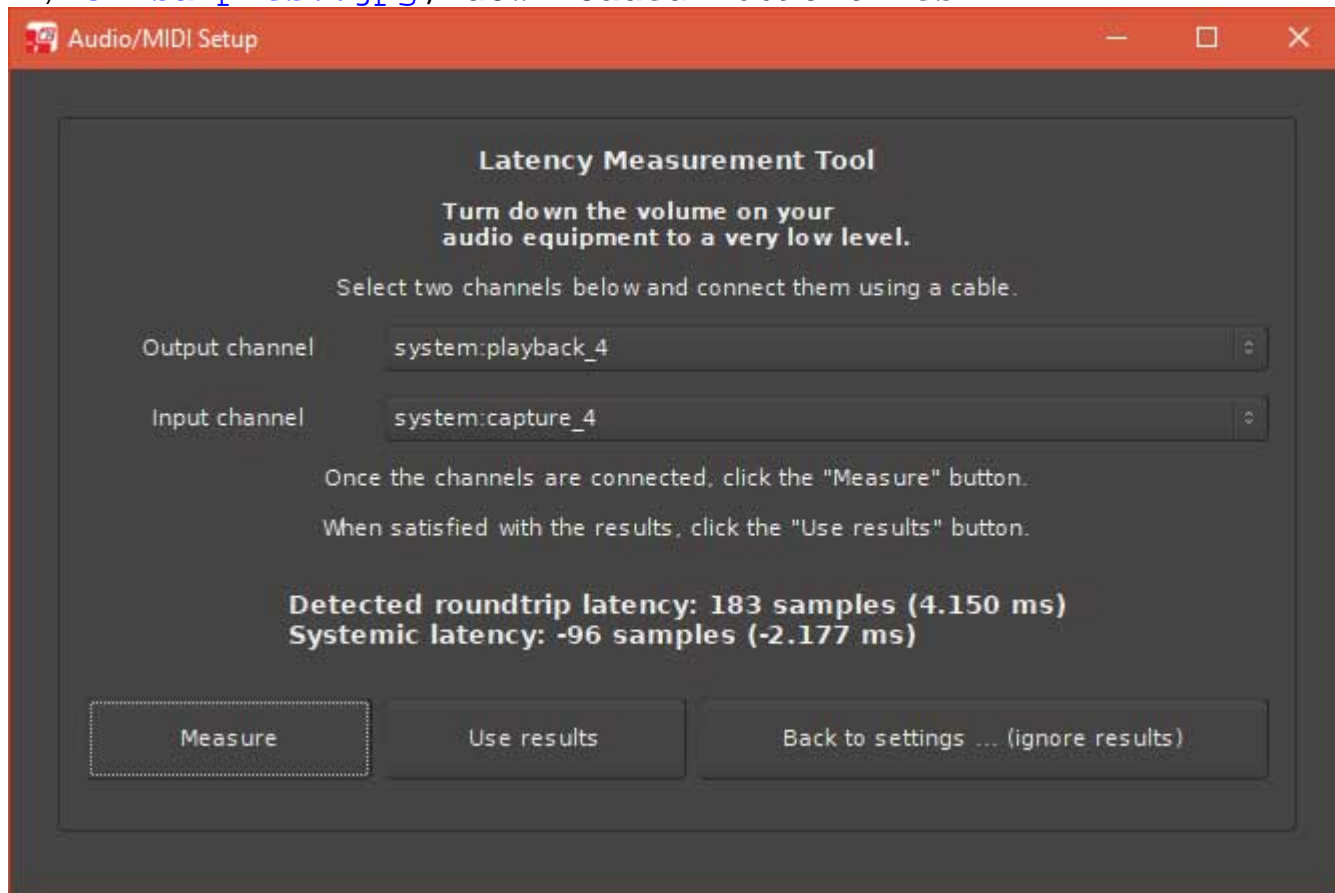 Audio/MIDI Setup
Latency Measurement Tool
Turn down the volume on your
audio equipment to a very low level.
Select two channels below and connect them using a cable.
Output channel system:playback_4
Input channel system:capture_4
Once the channels are connected, click the "Measure" button.
When satisfied with the results, click the "Use results" button.
Detected roundtrip latency: 183 samples (4.150 ms)
Systemic latency: -96 samples (-2.177 ms)
Measure Use results Back to settings ... (ignore results)